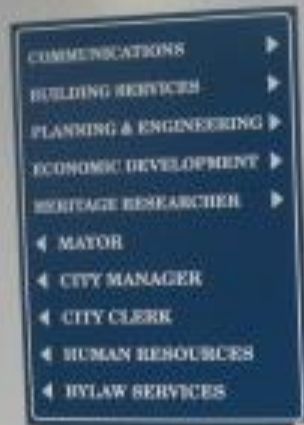 COMMUNICATIONS
BUILDING SERVICES
PLANNING & ENGINEERING
ECONOMIC DEVELOPMENT
HERITAGE RESEARCHER
MAYOR
CITY MANAGER
CITY CLERK
HUMAN RESOURCES
BYLAW SERVICES